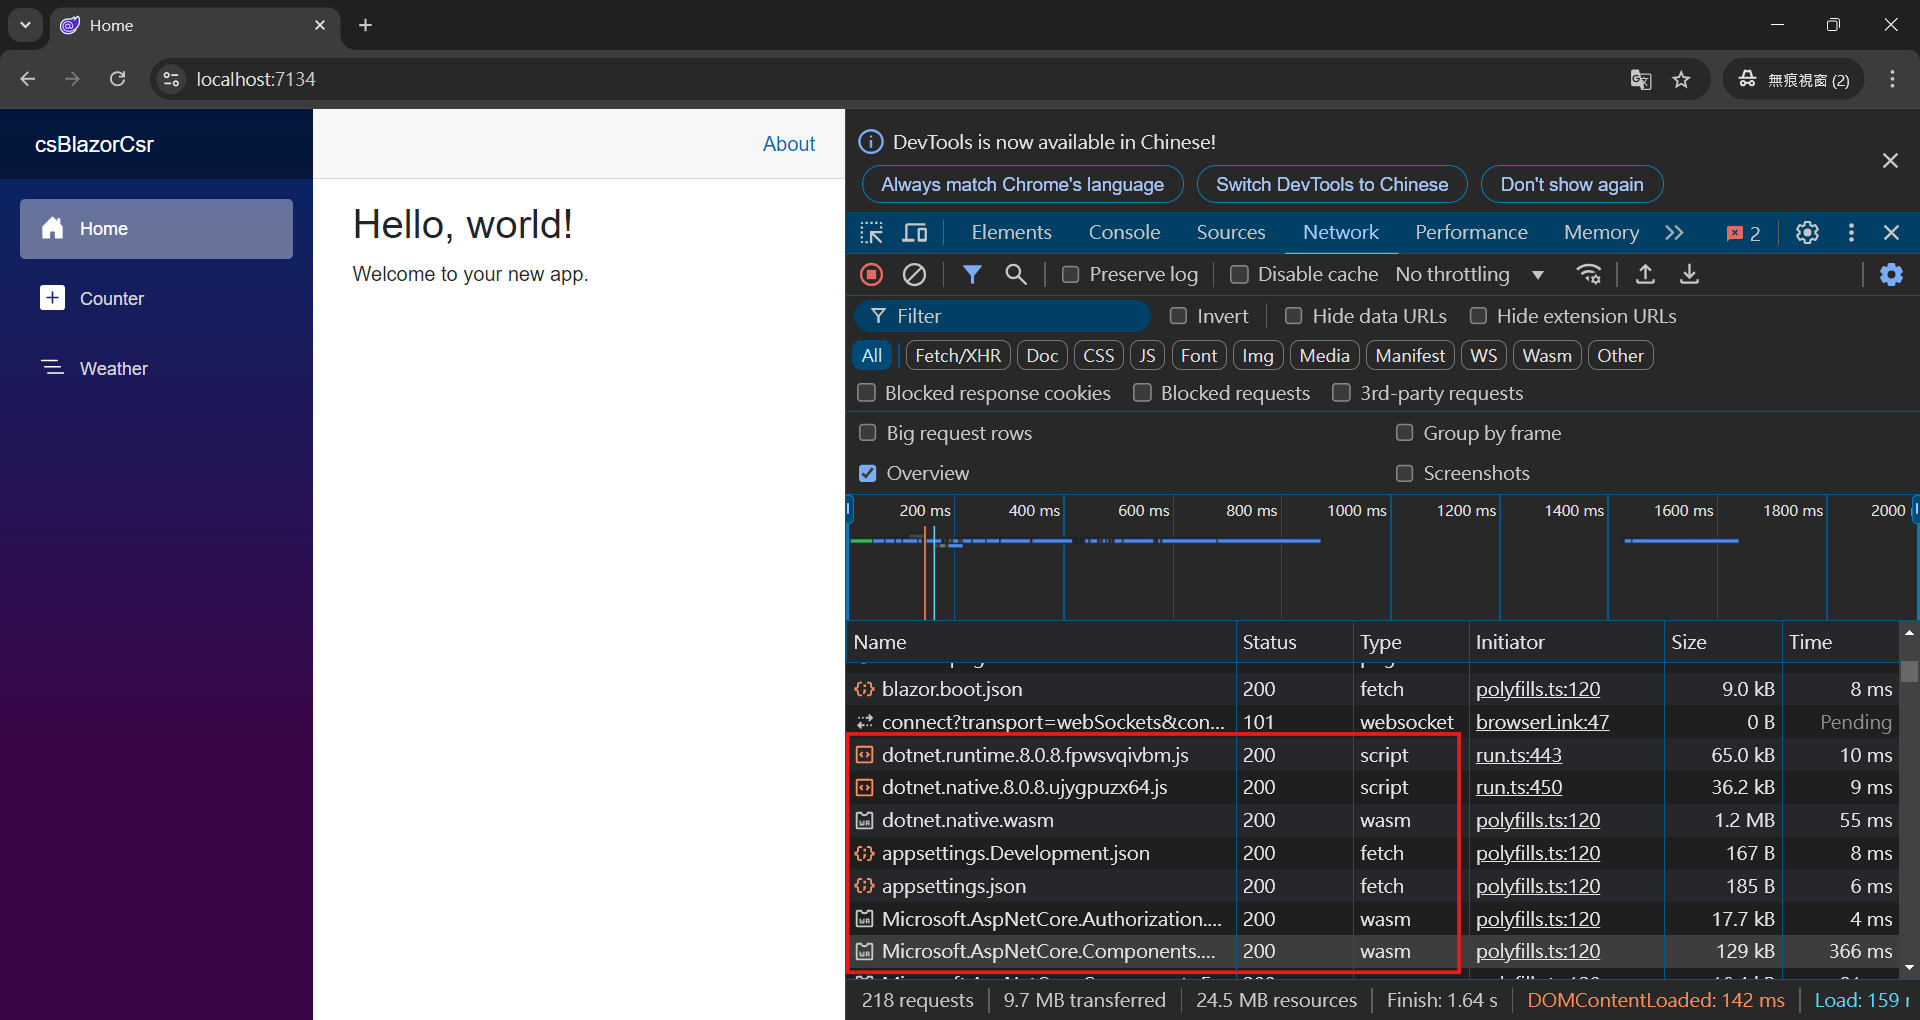 Home
localhost:7134
無痕視窗 (2)
csBlazorCsr
Home
Counter
Weather
About
Hello, world!
Welcome to your new app.
DevTools is now available in Chinese!
Always match Chrome's language
Switch DevTools to Chinese
Don't show again
Elements Console Sources Network Performance Memory 2
Preserve log Disable cache No throttling
Filter Invert Hide data URLs Hide extension URLs
All Fetch/XHR Doc CSS JS Font Img Media Manifest WS Wasm Other
Blocked response cookies Blocked requests 3rd-party requests
Big request rows Group by frame
Overview Screenshots
200 ms 400 ms 600 ms 800 ms 1000 ms 1200 ms 1400 ms 1600 ms 1800 ms 2000
Name Status Type Initiator Size Time
blazor.boot.json 200 fetch polyfills.ts:120 9.0 kB 8 ms
connect?transport=webSockets&con... 101 websocket browserLink:47 0 B Pending
dotnet.runtime.8.0.8.fpwsvqivbm.js 200 script run.ts:443 65.0 kB 10 ms
dotnet.native.8.0.8.ujygpuzx64.js 200 script run.ts:450 36.2 kB 9 ms
dotnet.native.wasm 200 wasm polyfills.ts:120 1.2 MB 55 ms
appsettings.Development.json 200 fetch polyfills.ts:120 167 B 8 ms
appsettings.json 200 fetch polyfills.ts:120 185 B 6 ms
Microsoft.AspNetCore.Authorization.... 200 wasm polyfills.ts:120 17.7 kB 4 ms
Microsoft.AspNetCore.Components.... 200 wasm polyfills.ts:120 129 kB 366 ms
218 requests 9.7 MB transferred 24.5 MB resources Finish: 1.64 s DOMContentLoaded: 142 ms Load: 159